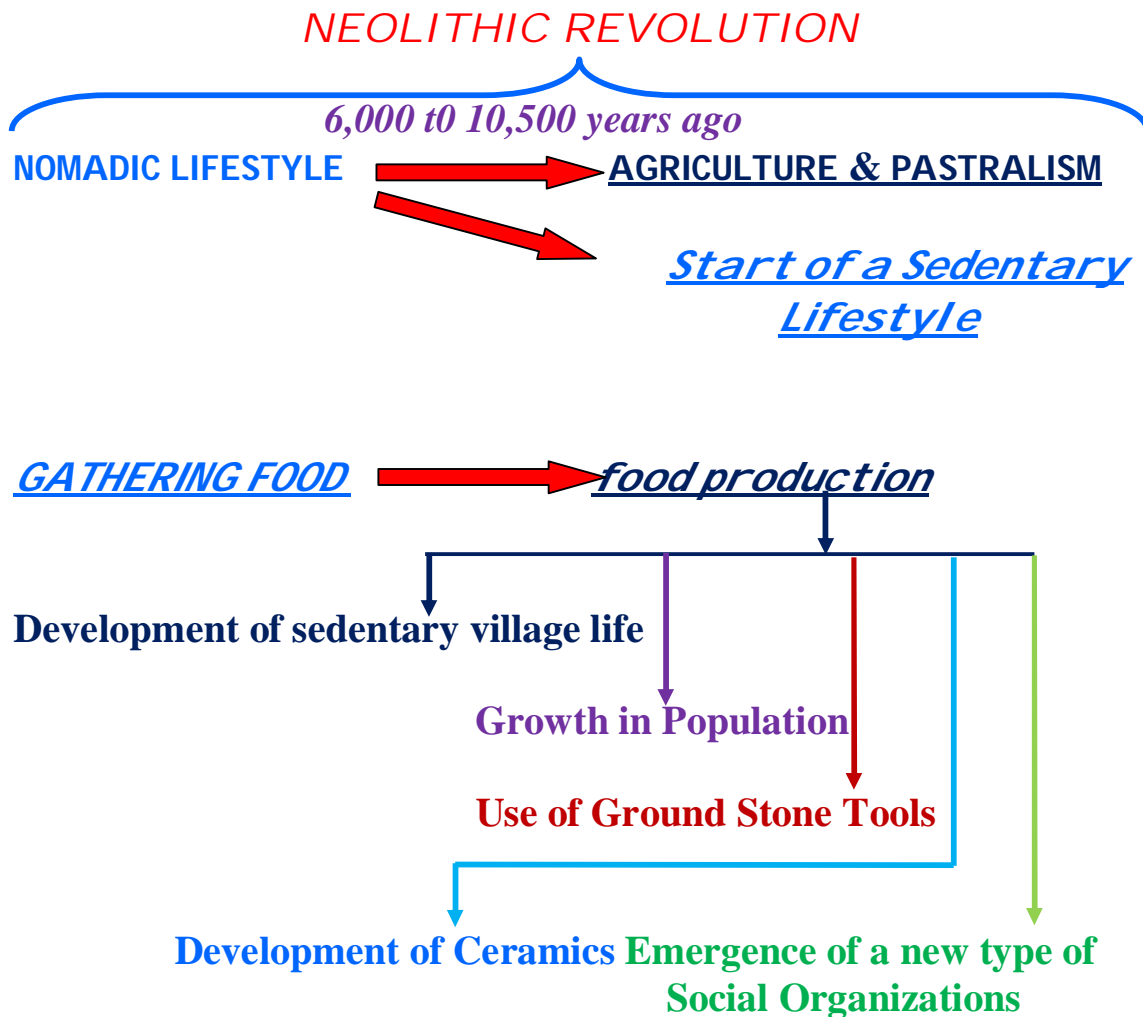 NEOLITHIC REVOLUTION
6,000 t0 10,500 years ago
NOMADIC LIFESTYLE
AGRICULTURE & PASTRALISM
Start of a Sedentary
Lifestyle
GATHERING FOOD
food production
Development of sedentary village life
Growth in Population
Use of Ground Stone Tools
Development of Ceramics
Emergence of a new type of
Social Organizations